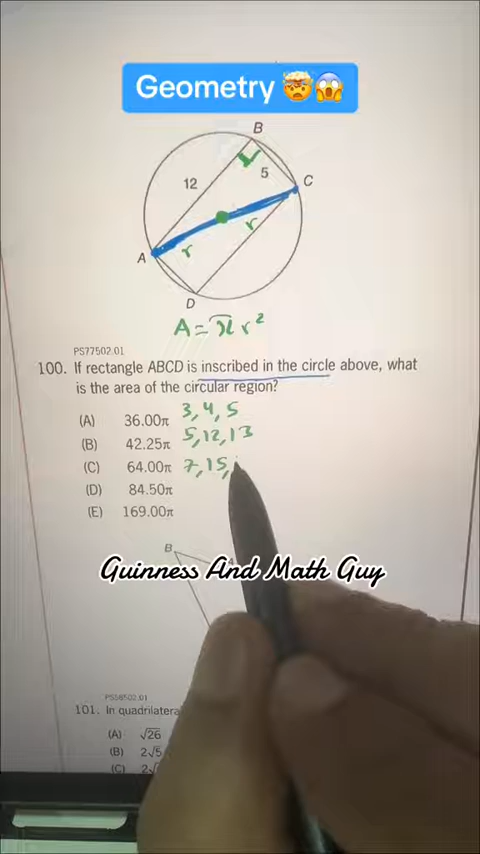 Geometry 🤯😱
B
12
5
C
r
r
A
D
A = πr²
PS77502.01
100. If rectangle ABCD is inscribed in the circle above, what
is the area of the circular region?
(A) 36.00π 3, 4, 5
(B) 42.25π 5, 12, 13
(C) 64.00π 7, 15,
(D) 84.50π
(E) 169.00π
B
Guinness And Math Guy
PS56502.01
101. In quadrilatera
(A) √26
(B) 2√5
(C)